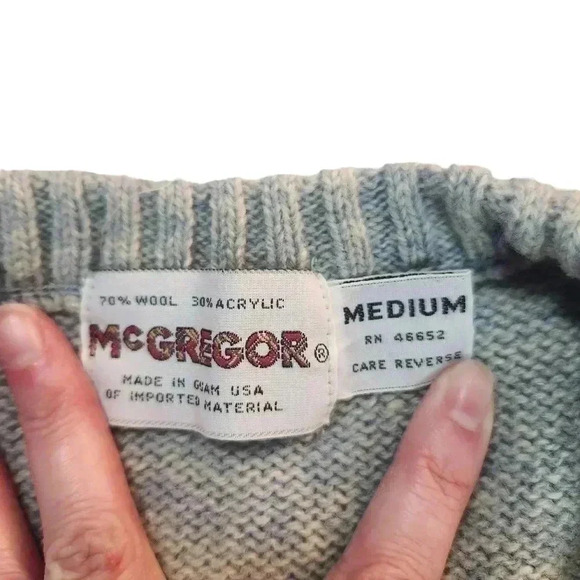 70% WOOL 30% ACRYLIC
McGREGOR®
MADE IN GUAM USA
OF IMPORTED MATERIAL
MEDIUM
RN 46652
CARE REVERSE